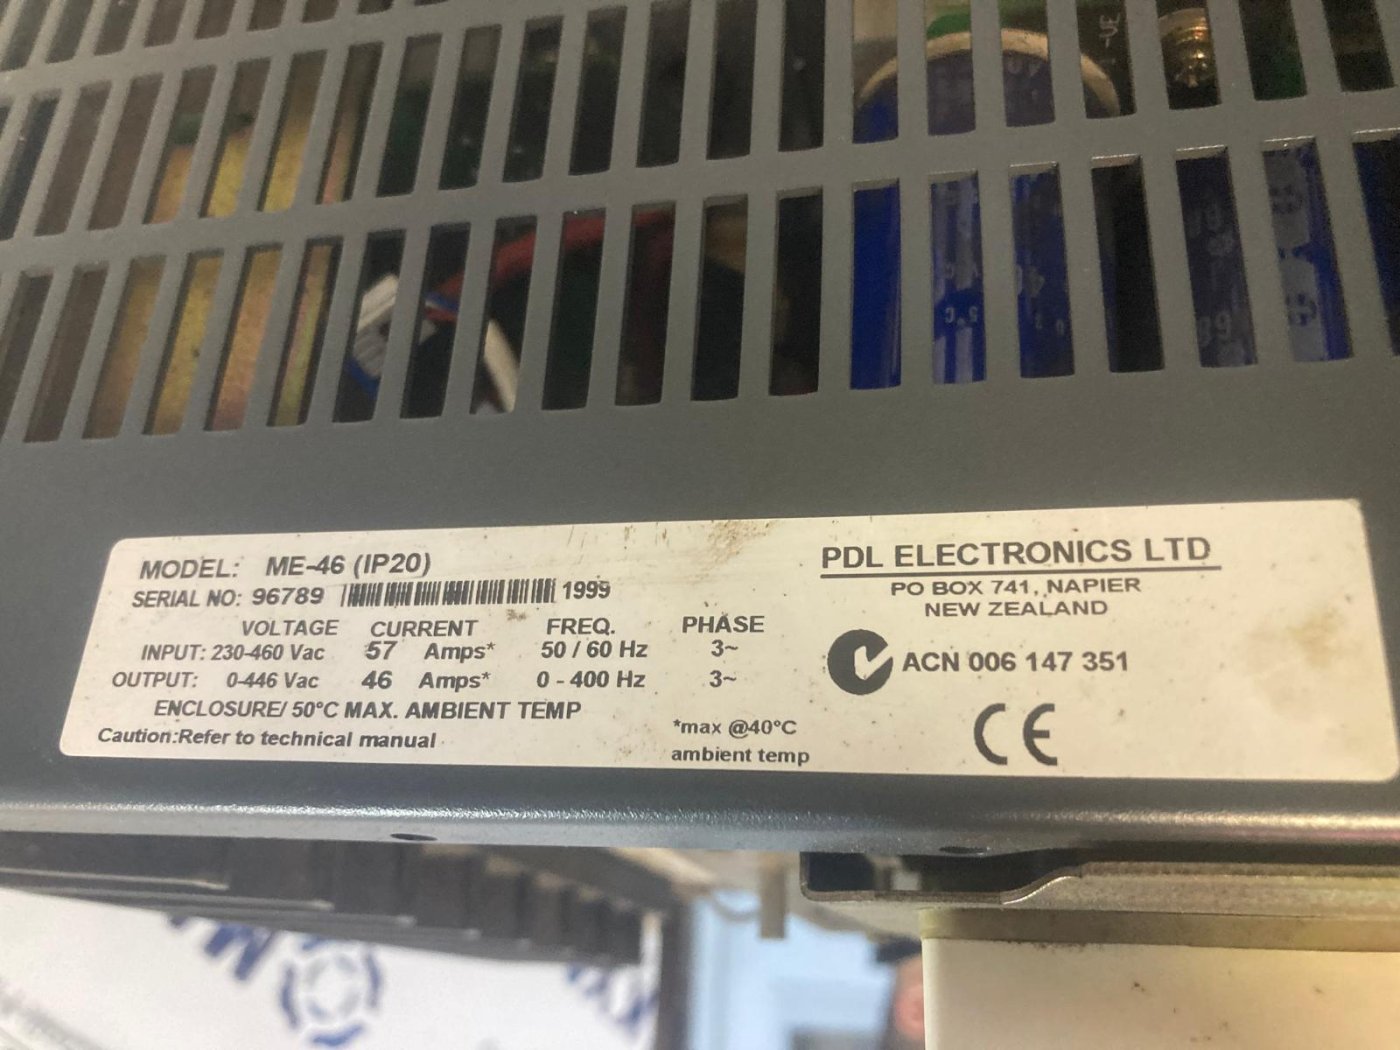 MODEL: ME-46 (IP20)
SERIAL NO: 96789 1999
VOLTAGE CURRENT FREQ. PHASE
INPUT: 230-460 Vac 57 Amps* 50 / 60 Hz 3~
OUTPUT: 0-446 Vac 46 Amps* 0 - 400 Hz 3~
ENCLOSURE/ 50°C MAX. AMBIENT TEMP
Caution:Refer to technical manual
*max @40°C
ambient temp
PDL ELECTRONICS LTD
PO BOX 741, NAPIER
NEW ZEALAND
ACN 006 147 351
CE